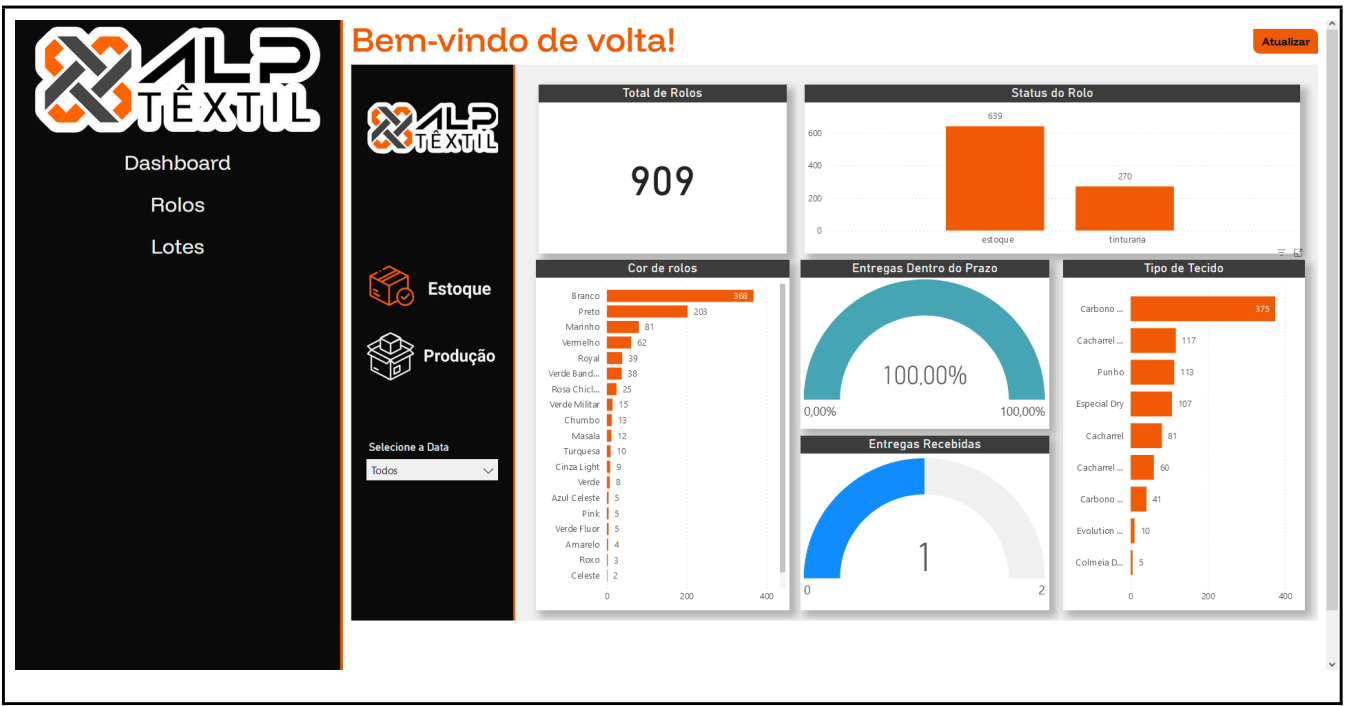 ALP
TÊXTIL
Dashboard
Rolos
Lotes
Bem-vindo de volta!
Atualizar
ALP
TÊXTIL
Estoque
Produção
Selecione a Data
Todos
Total de Rolos
909
Status do Rolo
600
400
200
0
639
270
estoque
tinturaria
Cor de rolos
Branco 368
Preto 203
Marinho 81
Vermelho 62
Royal 39
Verde Band... 38
Rosa Chicl... 25
Verde Militar 15
Chumbo 13
Masala 12
Turquesa 10
Cinza Light 9
Verde 8
Azul Celeste 5
Pink 5
Verde Fluor 5
Amarelo 4
Roxo 3
Celeste 2
0 200 400
Entregas Dentro do Prazo
100,00%
0,00% 100,00%
Entregas Recebidas
1
0 2
Tipo de Tecido
Carbono ... 375
Cacharrel ... 117
Punho 113
Especial Dry 107
Cacharrel 81
Cacharrel ... 60
Carbono ... 41
Evolution ... 10
Colmeia D... 5
0 200 400